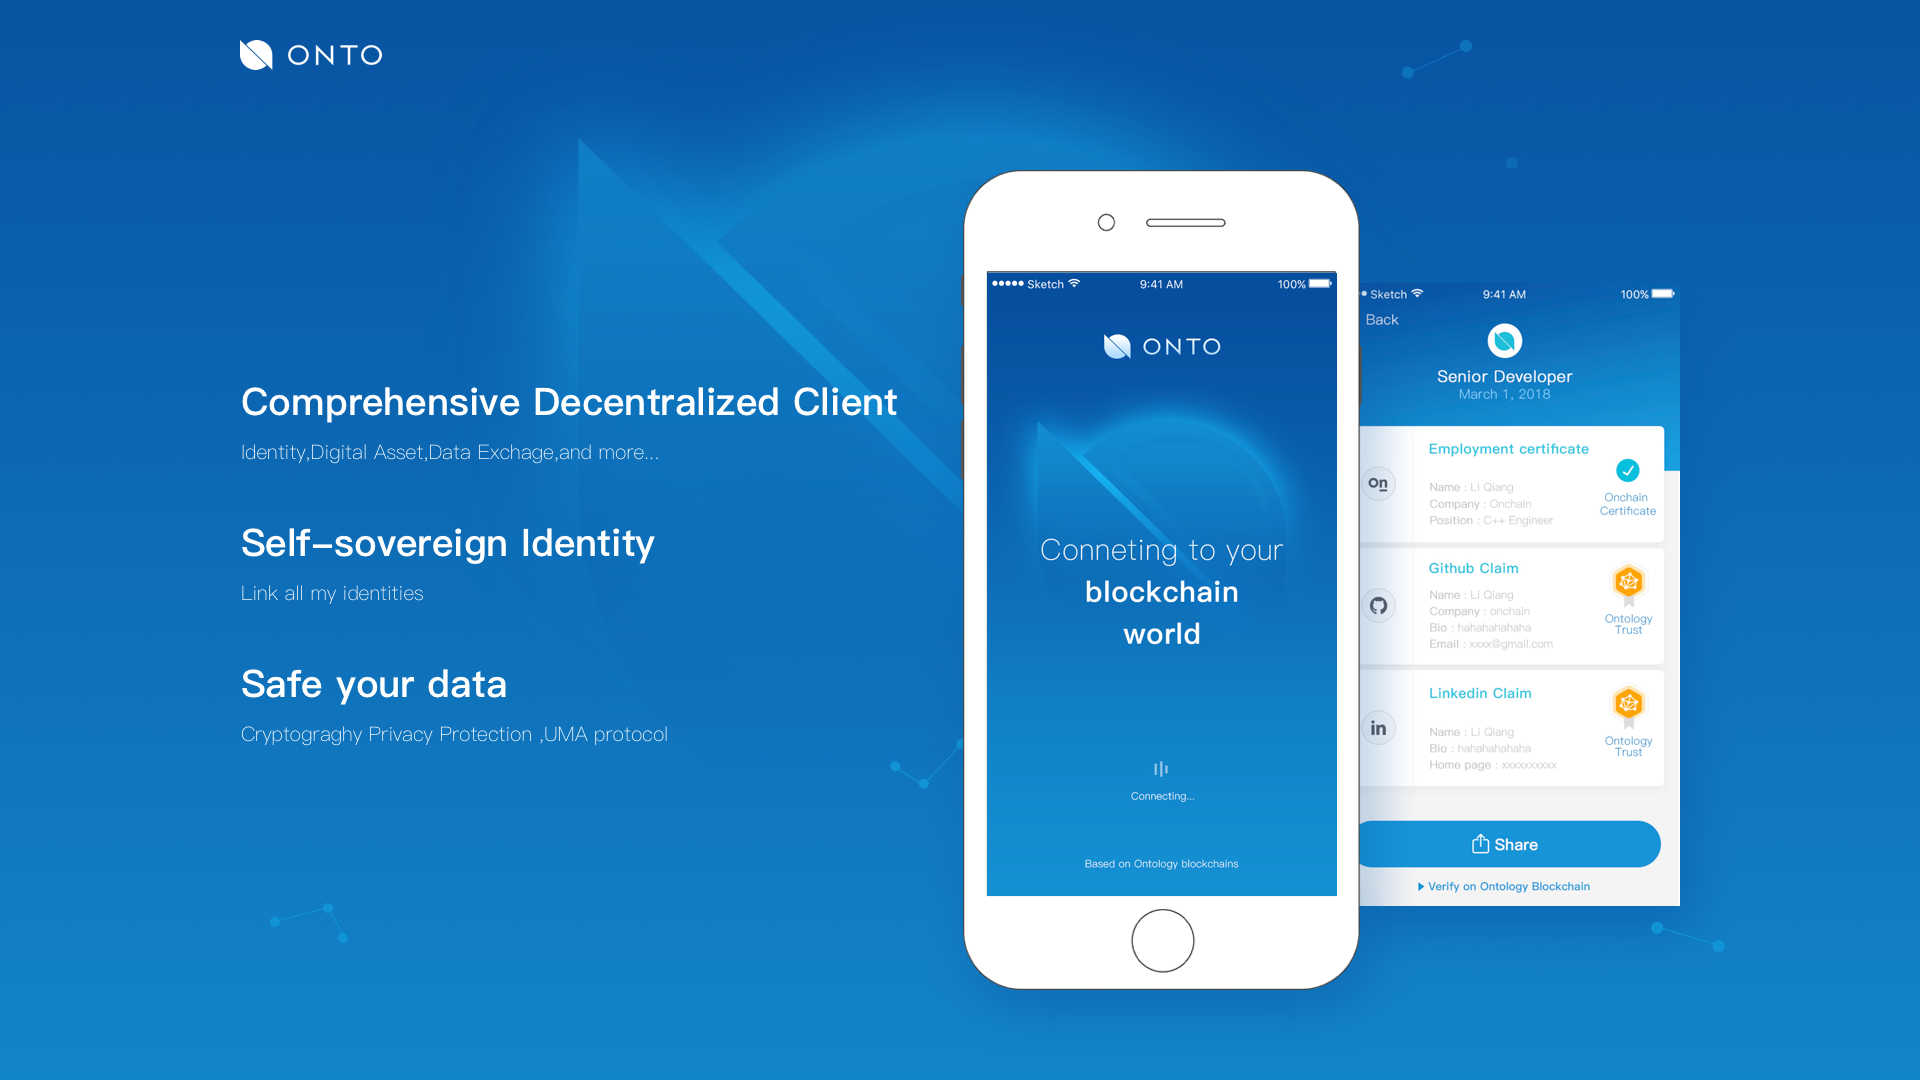 ONTO
Comprehensive Decentralized Client
Identity,Digital Asset,Data Exchage,and more...
Self-sovereign Identity
Link all my identities
Safe your data
Cryptograghy Privacy Protection ,UMA protocol
Sketch 9:41 AM 100%
ONTO
Conneting to your
blockchain
world
Connecting...
Based on Ontology blockchains
Sketch 9:41 AM 100%
Back
Senior Developer
March 1, 2018
On
Employment certificate
Name : Li Qiang
Company : Onchain
Position : C++ Engineer
Onchain
Certificate
Github Claim
Name : Li Qiang
Company : onchain
Bio : hahahahahaha
Email : xxxx@gmail.com
Ontology
Trust
in
Linkedin Claim
Name : Li Qiang
Bio : hahahahahaha
Home page : xxxxxxxxxx
Ontology
Trust
Share
Verify on Ontology Blockchain